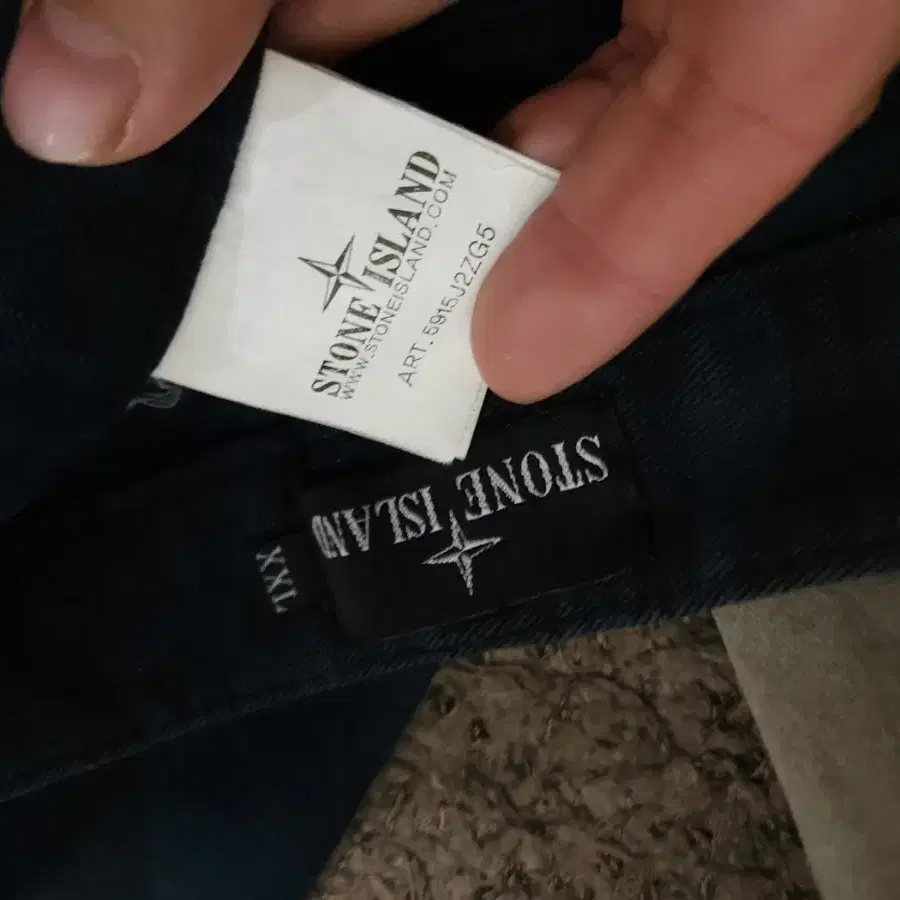 STONE ISLAND
WWW.STONEISLAND.COM
ART. 5915J2ZG5
STONE ISLAND
XXL